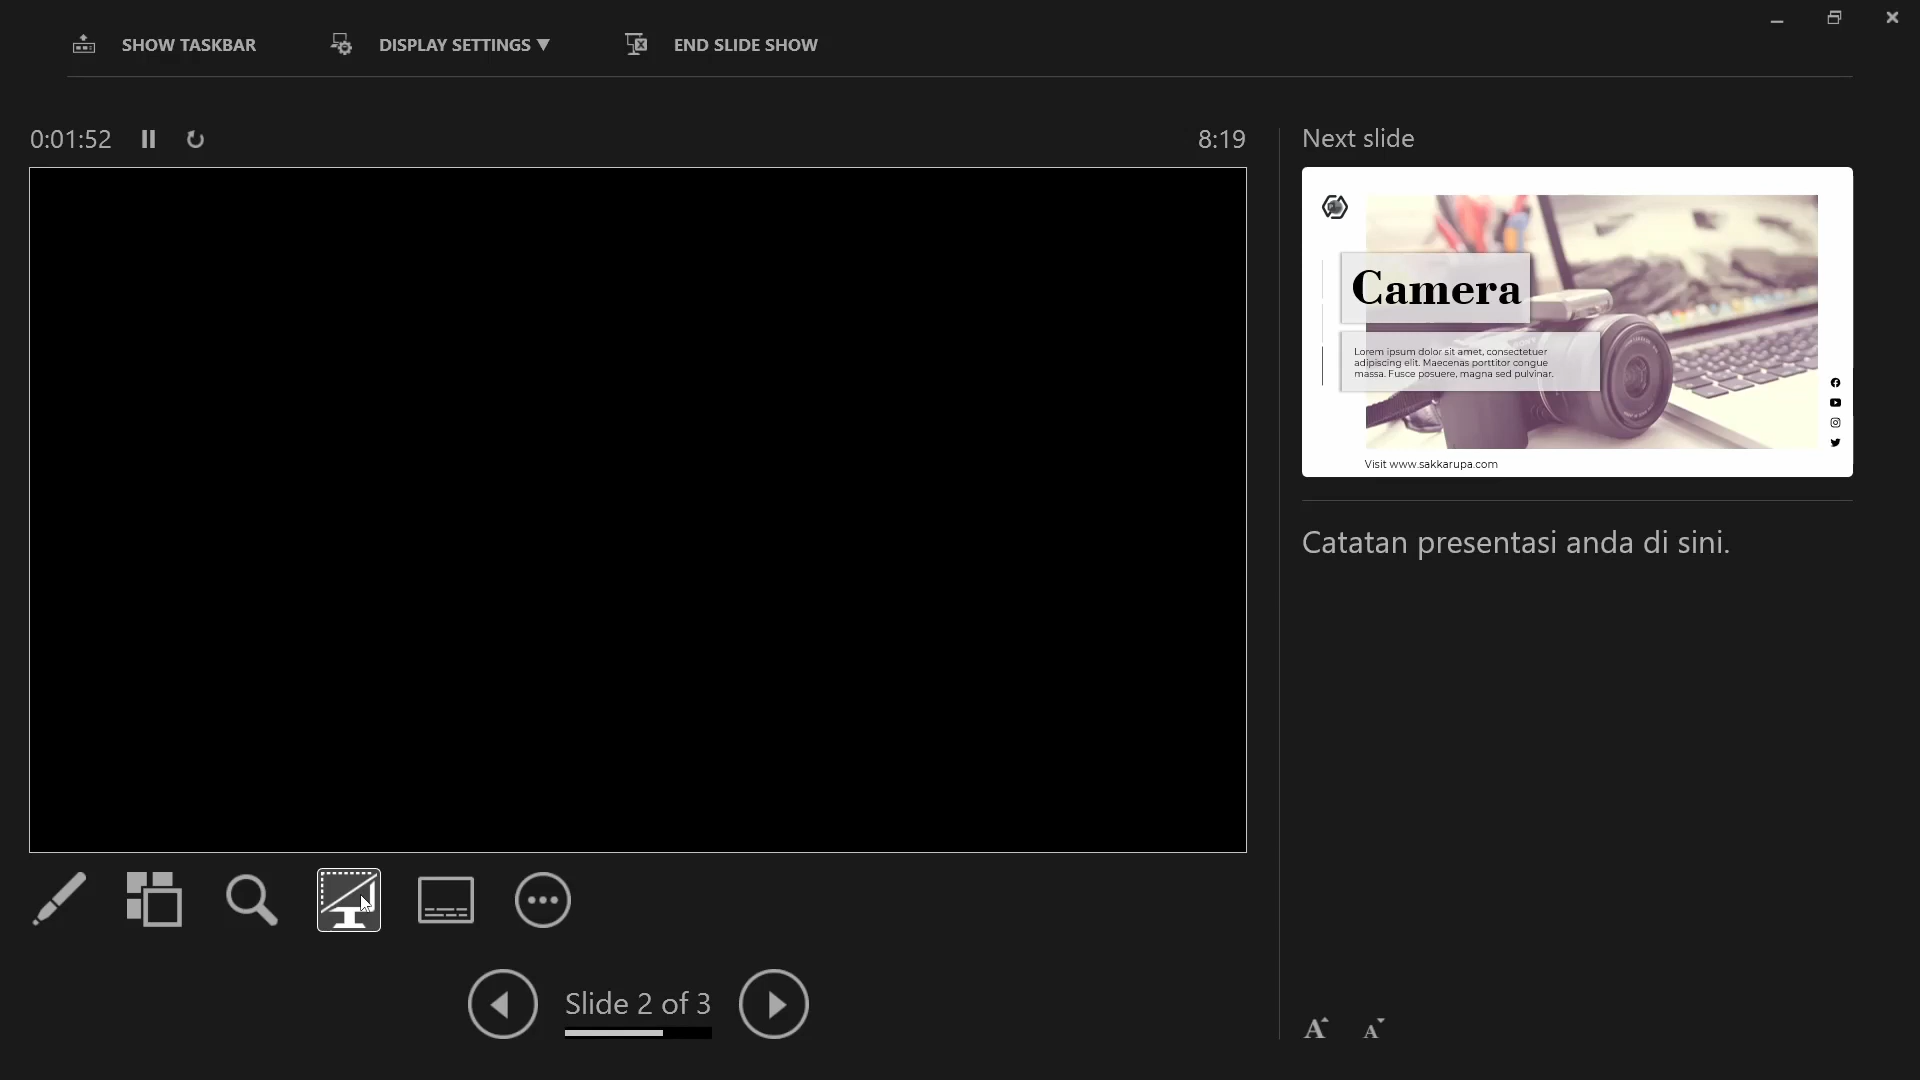 SHOW TASKBAR
DISPLAY SETTINGS ▼
END SLIDE SHOW
0:01:52
8:19
Next slide
Camera
Lorem ipsum dolor sit amet, consectetuer
adipiscing elit. Maecenas porttitor congue
massa. Fusce posuere, magna sed pulvinar.
Visit www.sakkarupa.com
Catatan presentasi anda di sini.
Slide 2 of 3
A A